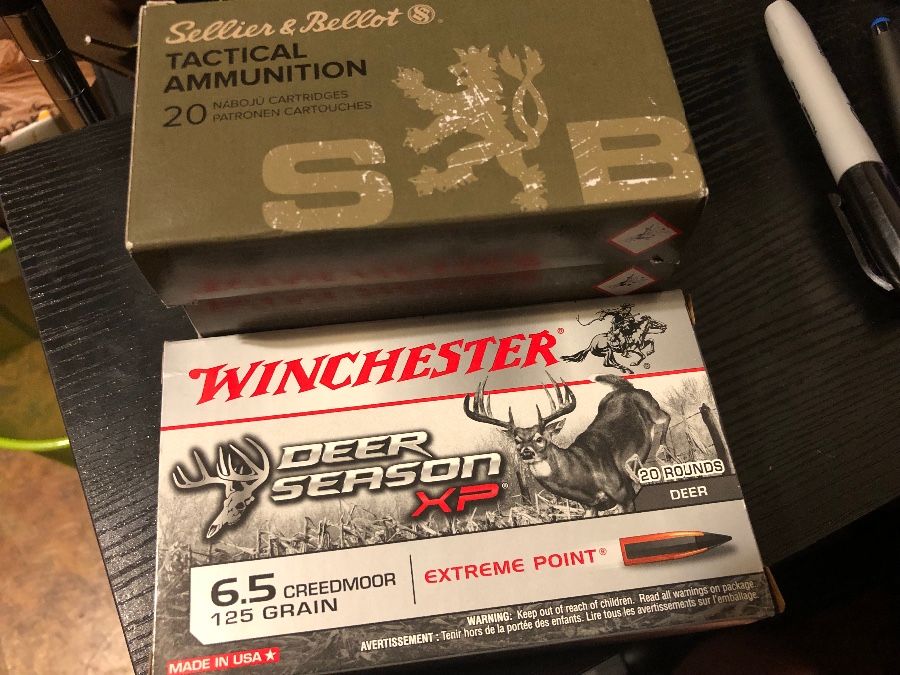 Sellier & Bellot
TACTICAL
AMMUNITION
20 NÁBOJŮ CARTRIDGES
PATRONEN CARTOUCHES
S B
WINCHESTER®
DEER
SEASON
XP®
20 ROUNDS
DEER
6.5 CREEDMOOR
125 GRAIN
EXTREME POINT®
WARNING: Keep out of reach of children. Read all warnings on package.
AVERTISSEMENT : Tenir hors de la portée des enfants. Lire tous les avertissements sur l'emballage.
MADE IN USA